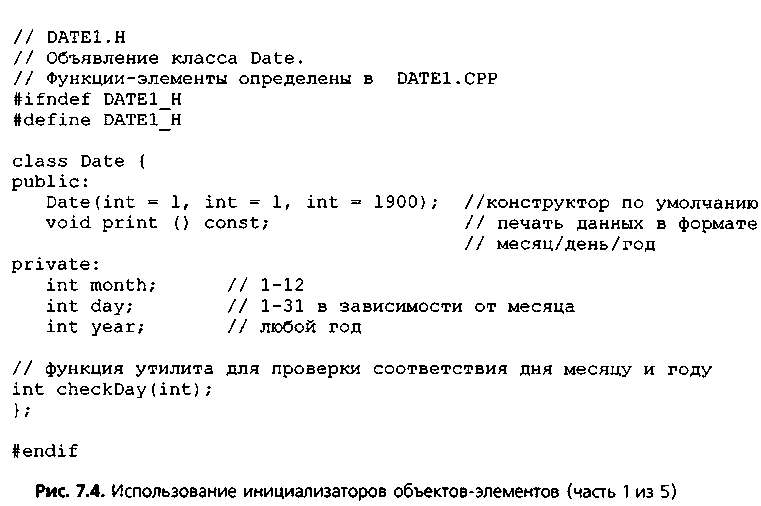 // DATE1.H
// Объявление класса Date.
// Функции-элементы определены в DATE1.CPP
#ifndef DATE1_H
#define DATE1_H

class Date {
public:
   Date(int = 1, int = 1, int = 1900);  //конструктор по умолчанию
   void print () const;                 // печать данных в формате
                                        // месяц/день/год
private:
   int month;      // 1-12
   int day;        // 1-31 в зависимости от месяца
   int year;       // любой год

// функция утилита для проверки соответствия дня месяцу и году
int checkDay(int);
};

#endif

Рис. 7.4. Использование инициализаторов объектов-элементов (часть 1 из 5)